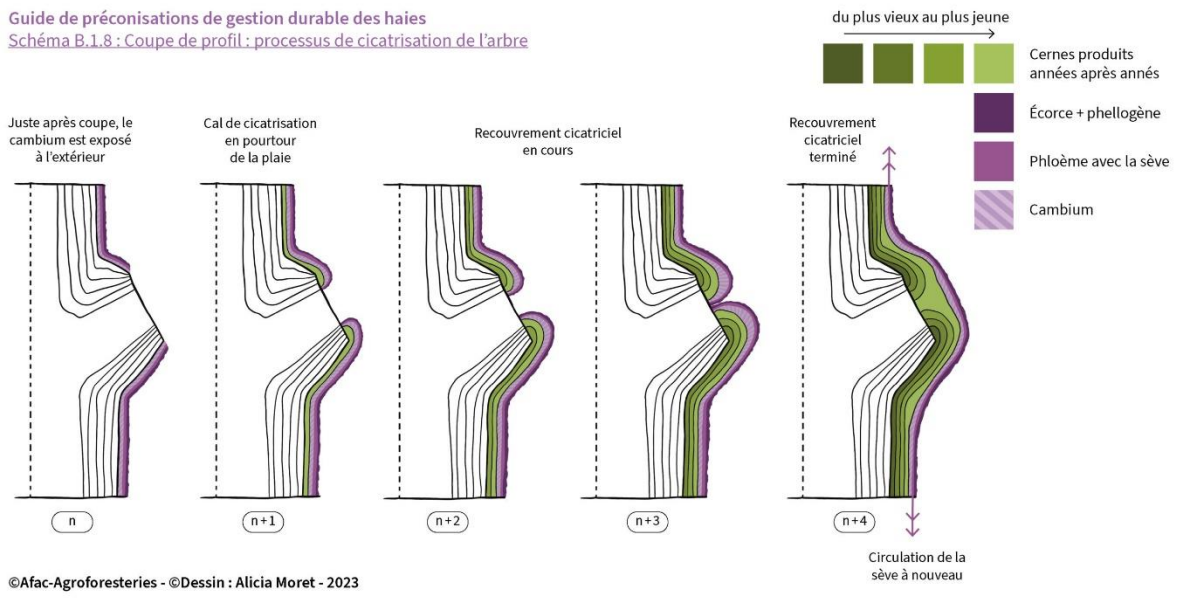 Guide de préconisations de gestion durable des haies
Schéma B.1.8 : Coupe de profil : processus de cicatrisation de l'arbre
du plus vieux au plus jeune
Cernes produits
années après annés
Écorce + phellogène
Phloème avec la sève
Cambium
Juste après coupe, le
cambium est exposé
à l'extérieur
Cal de cicatrisation
en pourtour
de la plaie
Recouvrement cicatriciel
en cours
Recouvrement
cicatriciel
terminé
n
n+1
n+2
n+3
n+4
Circulation de la
sève à nouveau
©Afac-Agroforesteries - ©Dessin : Alicia Moret - 2023